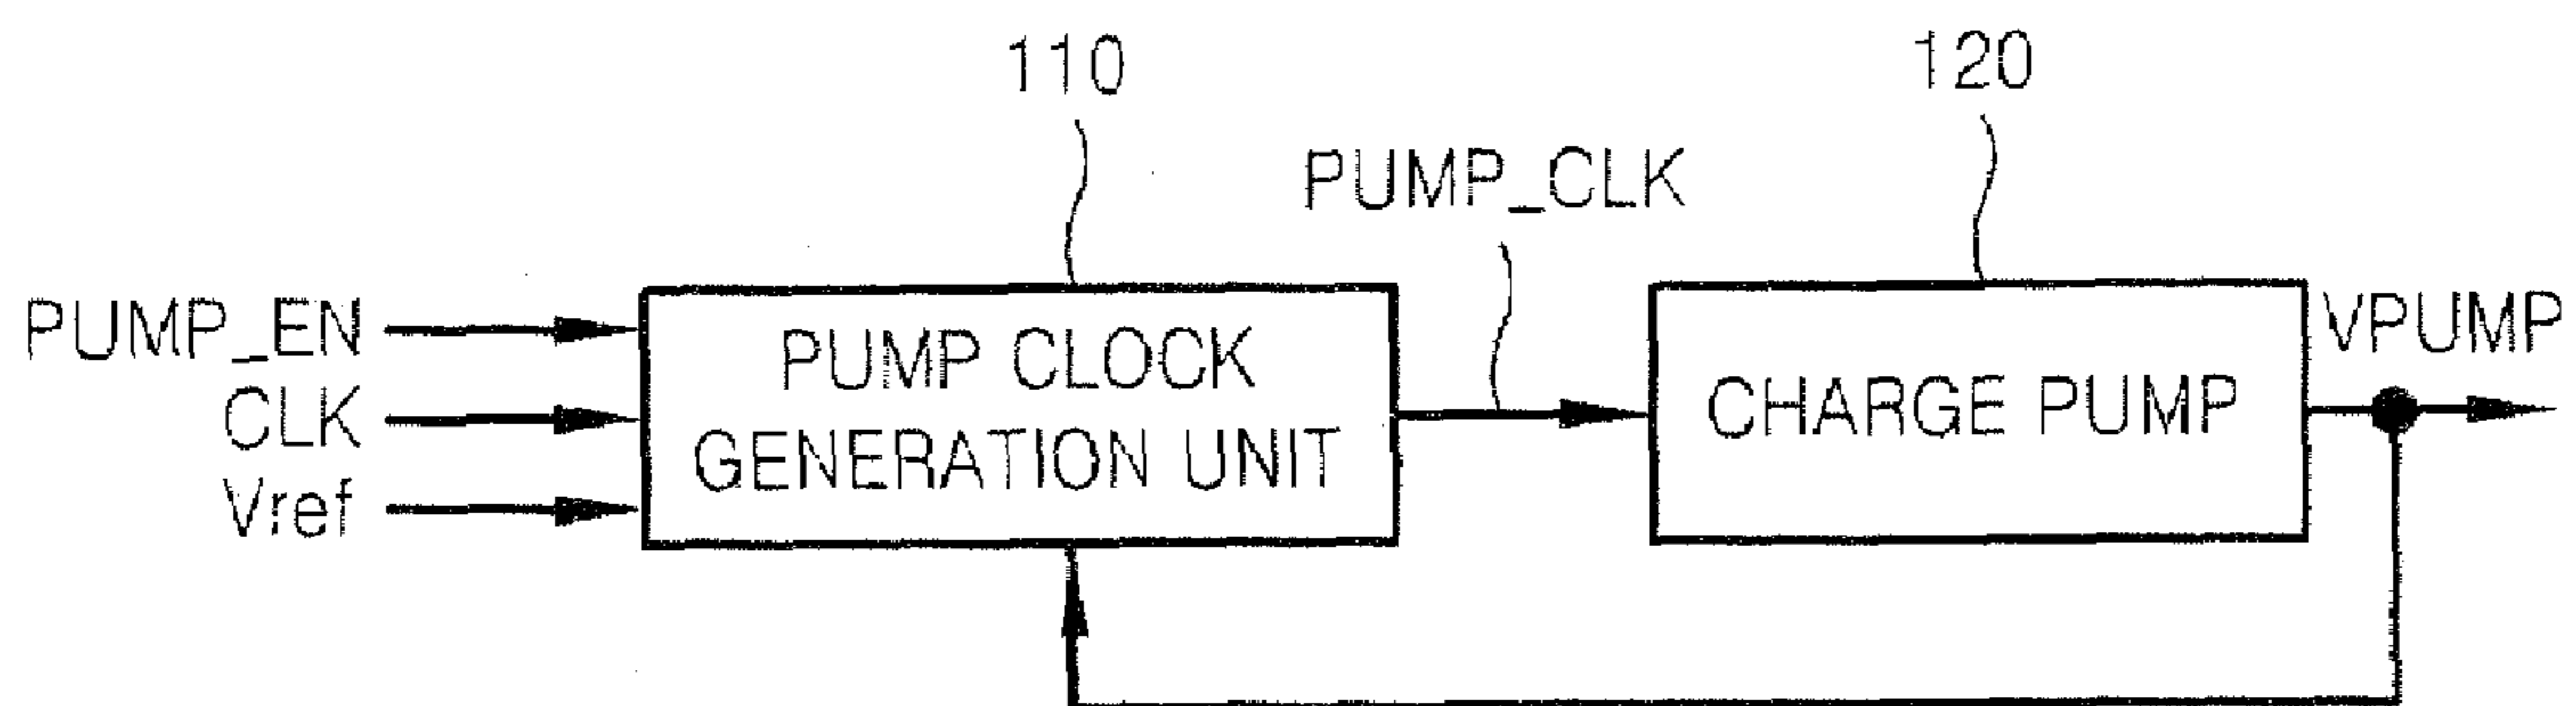 110
120
PUMP_CLK
PUMP_EN
CLK
Vref
PUMP CLOCK
GENERATION UNIT
CHARGE PUMP
VPUMP